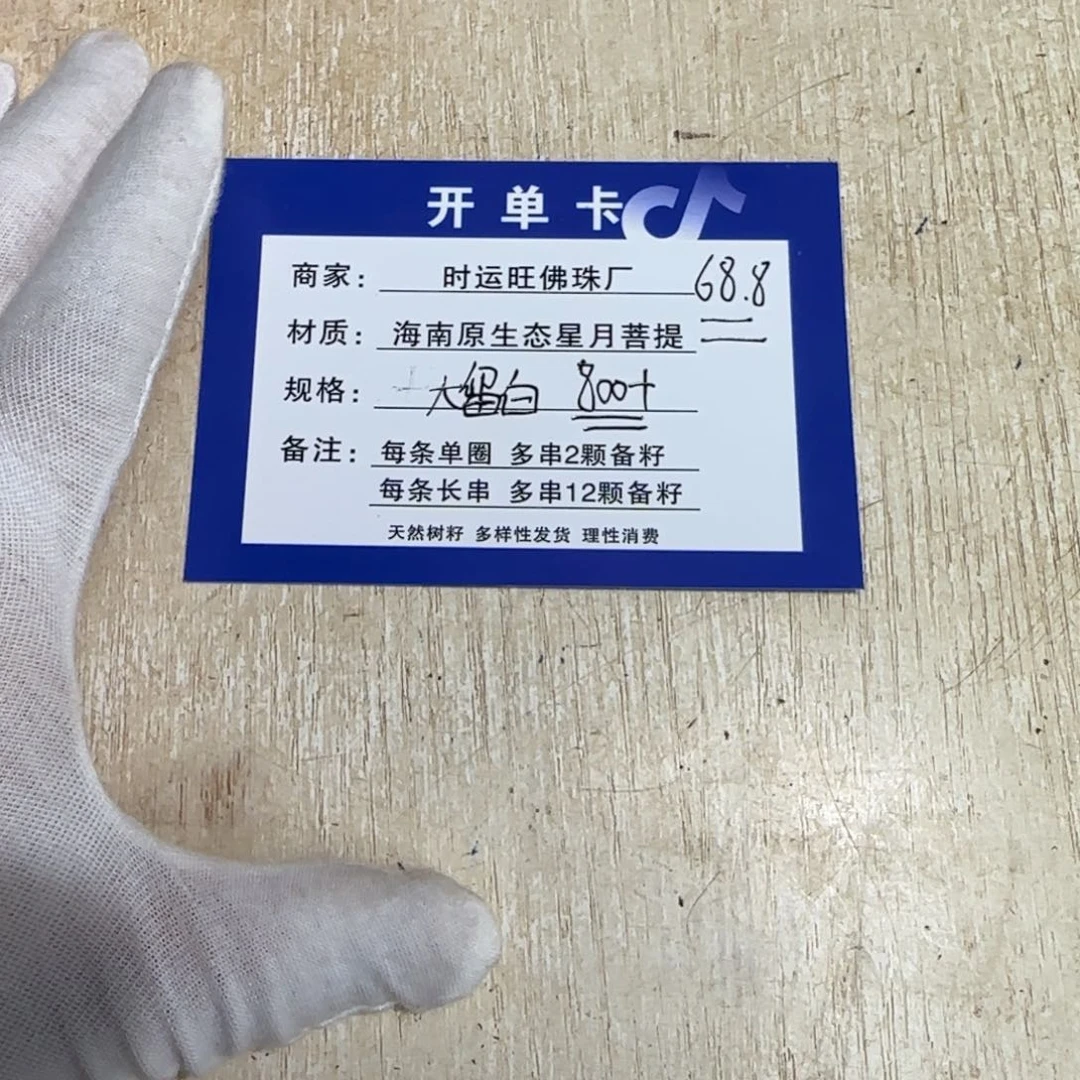 开单卡
商家：时运旺佛珠厂 68.8
材质：海南原生态星月菩提
规格：大留白 800+
备注：每条单圈 多串2颗备籽
每条长串 多串12颗备籽
天然树籽 多样性发货 理性消费